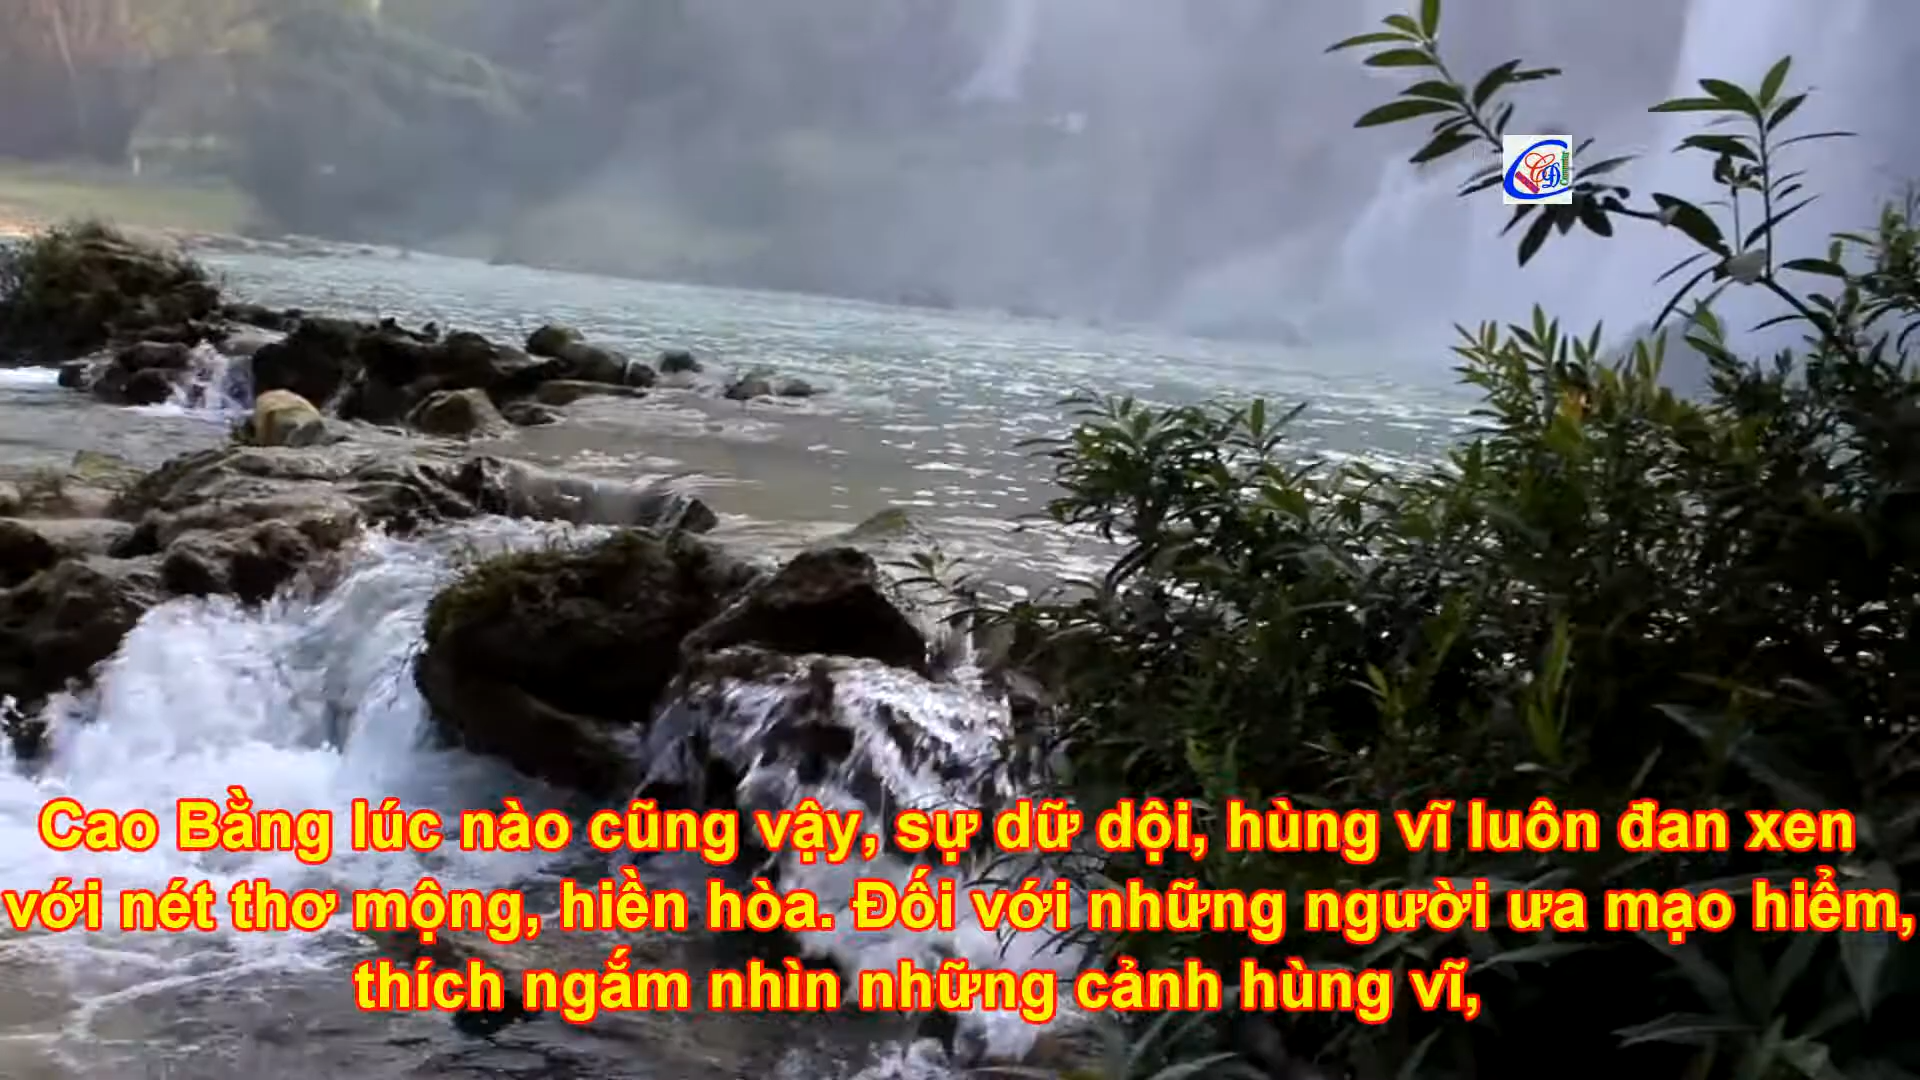 Cao Bằng lúc nào cũng vậy, sự dữ dội, hùng vĩ luôn đan xen
với nét thơ mộng, hiền hòa. Đối với những người ưa mạo hiểm,
thích ngắm nhìn những cảnh hùng vĩ,